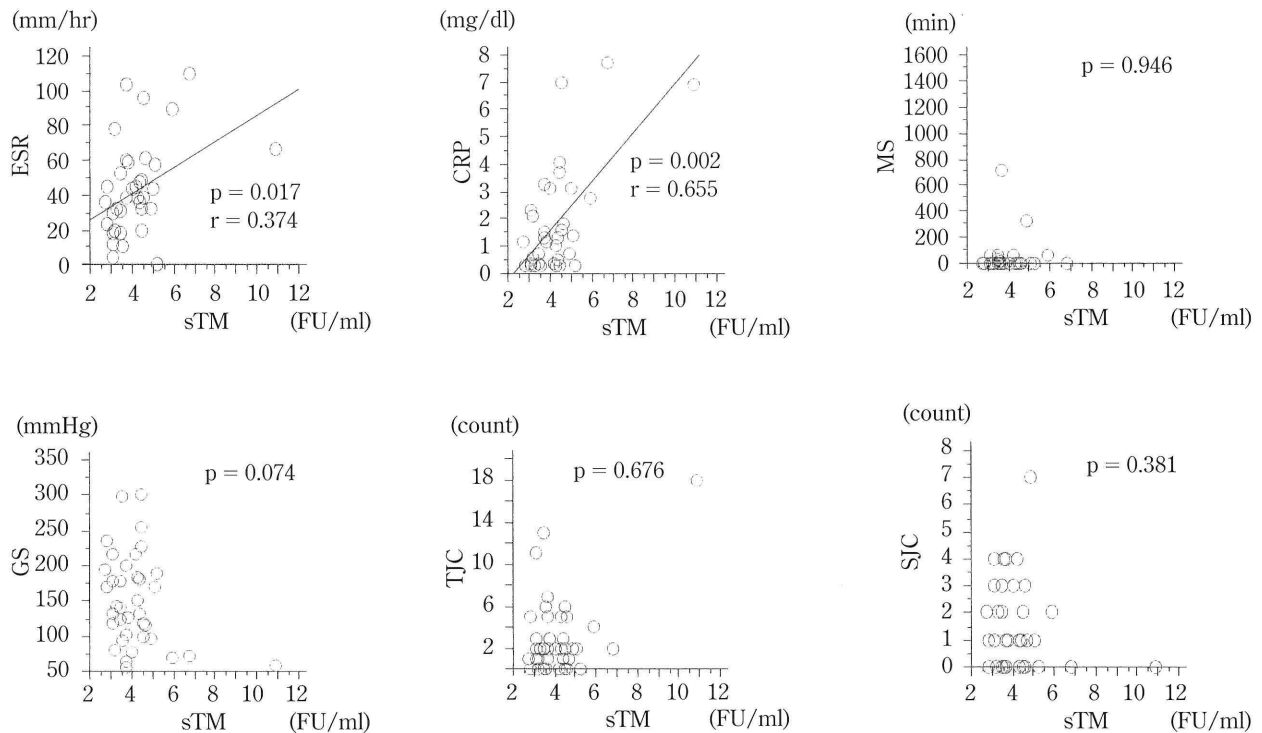 (mm/hr)
120
100
80
60
40
20
0
ESR
p = 0.017
r = 0.374
2 4 6 8 10 12
sTM (FU/ml)
(mg/dl)
8
7
6
5
4
3
2
1
0
CRP
p = 0.002
r = 0.655
2 4 6 8 10 12
sTM (FU/ml)
(min)
1600
1400
1200
1000
800
600
400
200
0
MS
p = 0.946
2 4 6 8 10 12
sTM (FU/ml)
(mmHg)
350
300
250
200
150
100
50
GS
p = 0.074
2 4 6 8 10 12
sTM (FU/ml)
(count)
18
14
10
6
2
TJC
p = 0.676
2 4 6 8 10 12
sTM (FU/ml)
(count)
8
7
6
5
4
3
2
1
0
SJC
p = 0.381
2 4 6 8 10 12
sTM (FU/ml)